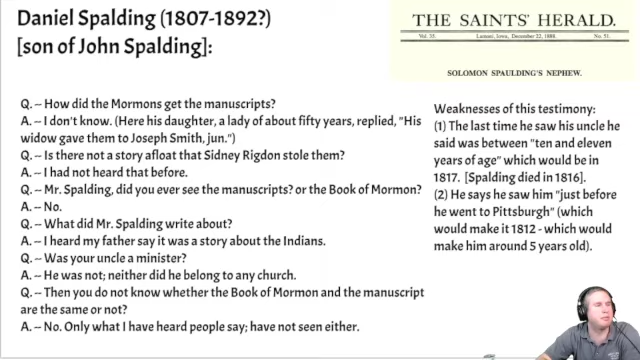 Daniel Spalding (1807-1892?)
[son of John Spalding]:
THE SAINTS' HERALD.
Vol. 35. Lamoni, Iowa, December 22, 1888. No. 51.
SOLOMON SPAULDING'S NEPHEW.
Q. -- How did the Mormons get the manuscripts?
A. -- I don't know. (Here his daughter, a lady of about fifty years, replied, "His
widow gave them to Joseph Smith, jun.")
Q. -- Is there not a story afloat that Sidney Rigdon stole them?
A. -- I had not heard that before.
Q. -- Mr. Spalding, did you ever see the manuscripts? or the Book of Mormon?
A. -- No.
Q. -- What did Mr. Spalding write about?
A. -- I heard my father say it was a story about the Indians.
Q. -- Was your uncle a minister?
A. -- He was not; neither did he belong to any church.
Q. -- Then you do not know whether the Book of Mormon and the manuscript
are the same or not?
A. -- No. Only what I have heard people say; have not seen either.
Weaknesses of this testimony:
(1) The last time he saw his uncle he
said was between "ten and eleven
years of age" which would be in
1817. [Spalding died in 1816].
(2) He says he saw him "just before
he went to Pittsburgh" (which
would make it 1812 - which would
make him around 5 years old).